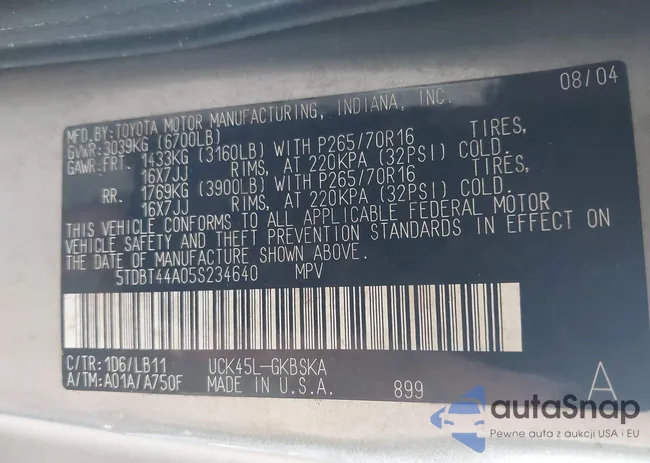 08/04
MFD.BY: TOYOTA MOTOR MANUFACTURING, INDIANA, INC.
GVWR: 3039KG (6700LB)
GAWR: FRT. 1433KG (3160LB) WITH P265/70R16 TIRES,
16X7JJ RIMS, AT 220KPA (32PSI) COLD.
RR. 1769KG (3900LB) WITH P265/70R16 TIRES,
16X7JJ RIMS, AT 220KPA (32PSI) COLD.
THIS VEHICLE CONFORMS TO ALL APPLICABLE FEDERAL MOTOR
VEHICLE SAFETY AND THEFT PREVENTION STANDARDS IN EFFECT ON
THE DATE OF MANUFACTURE SHOWN ABOVE.
5TDBT44A05S234640 MPV
C/TR: 1D6/LB11 UCK45L-GKBSKA
A/TM: A01A/A750F MADE IN U.S.A. 899 A
autaSnap
Pewne auta z aukcji USA i EU